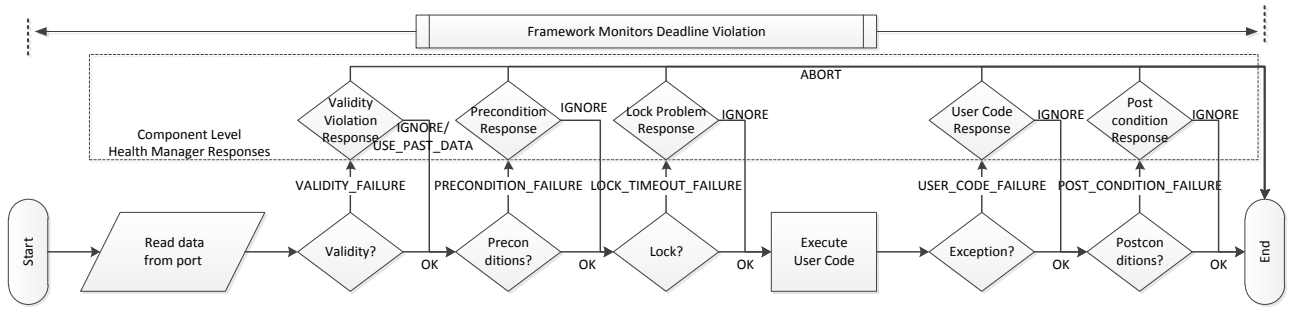 Framework Monitors Deadline Violation
ABORT
Validity
Violation
Response
IGNORE/
USE_PAST_DATA
Precondition
Response
IGNORE
Lock Problem
Response
IGNORE
User Code
Response
IGNORE
Post
condition
Response
IGNORE
Component Level
Health Manager Responses
VALIDITY_FAILURE
PRECONDITION_FAILURE
LOCK_TIMEOUT_FAILURE
USER_CODE_FAILURE
POST_CONDITION_FAILURE
Start
Read data
from port
Validity?
OK
Precon
ditions?
OK
Lock?
OK
Execute
User Code
Exception?
OK
Postcon
ditions?
OK
End